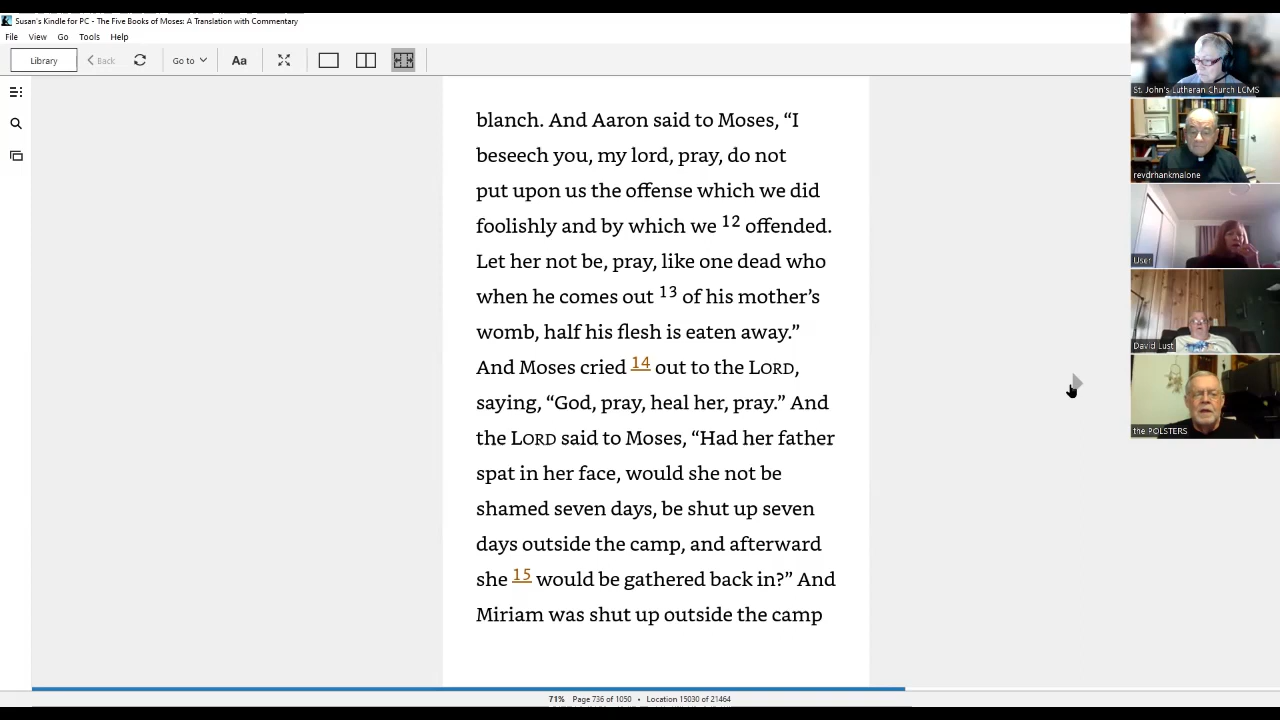 Susan's Kindle for PC - The Five Books of Moses: A Translation with Commentary
File View Go Tools Help
Library Back Go to Aa
blanch. And Aaron said to Moses, “I
beseech you, my lord, pray, do not
put upon us the offense which we did
foolishly and by which we 12 offended.
Let her not be, pray, like one dead who
when he comes out 13 of his mother’s
womb, half his flesh is eaten away.”
And Moses cried 14 out to the LORD,
saying, “God, pray, heal her, pray.” And
the LORD said to Moses, “Had her father
spat in her face, would she not be
shamed seven days, be shut up seven
days outside the camp, and afterward
she 15 would be gathered back in?” And
Miriam was shut up outside the camp
71% Page 736 of 1050 • Location 15030 of 21464
St. John's Lutheran Church LCMS
revdrhankmalone
User
David Lust
the POLSTERS